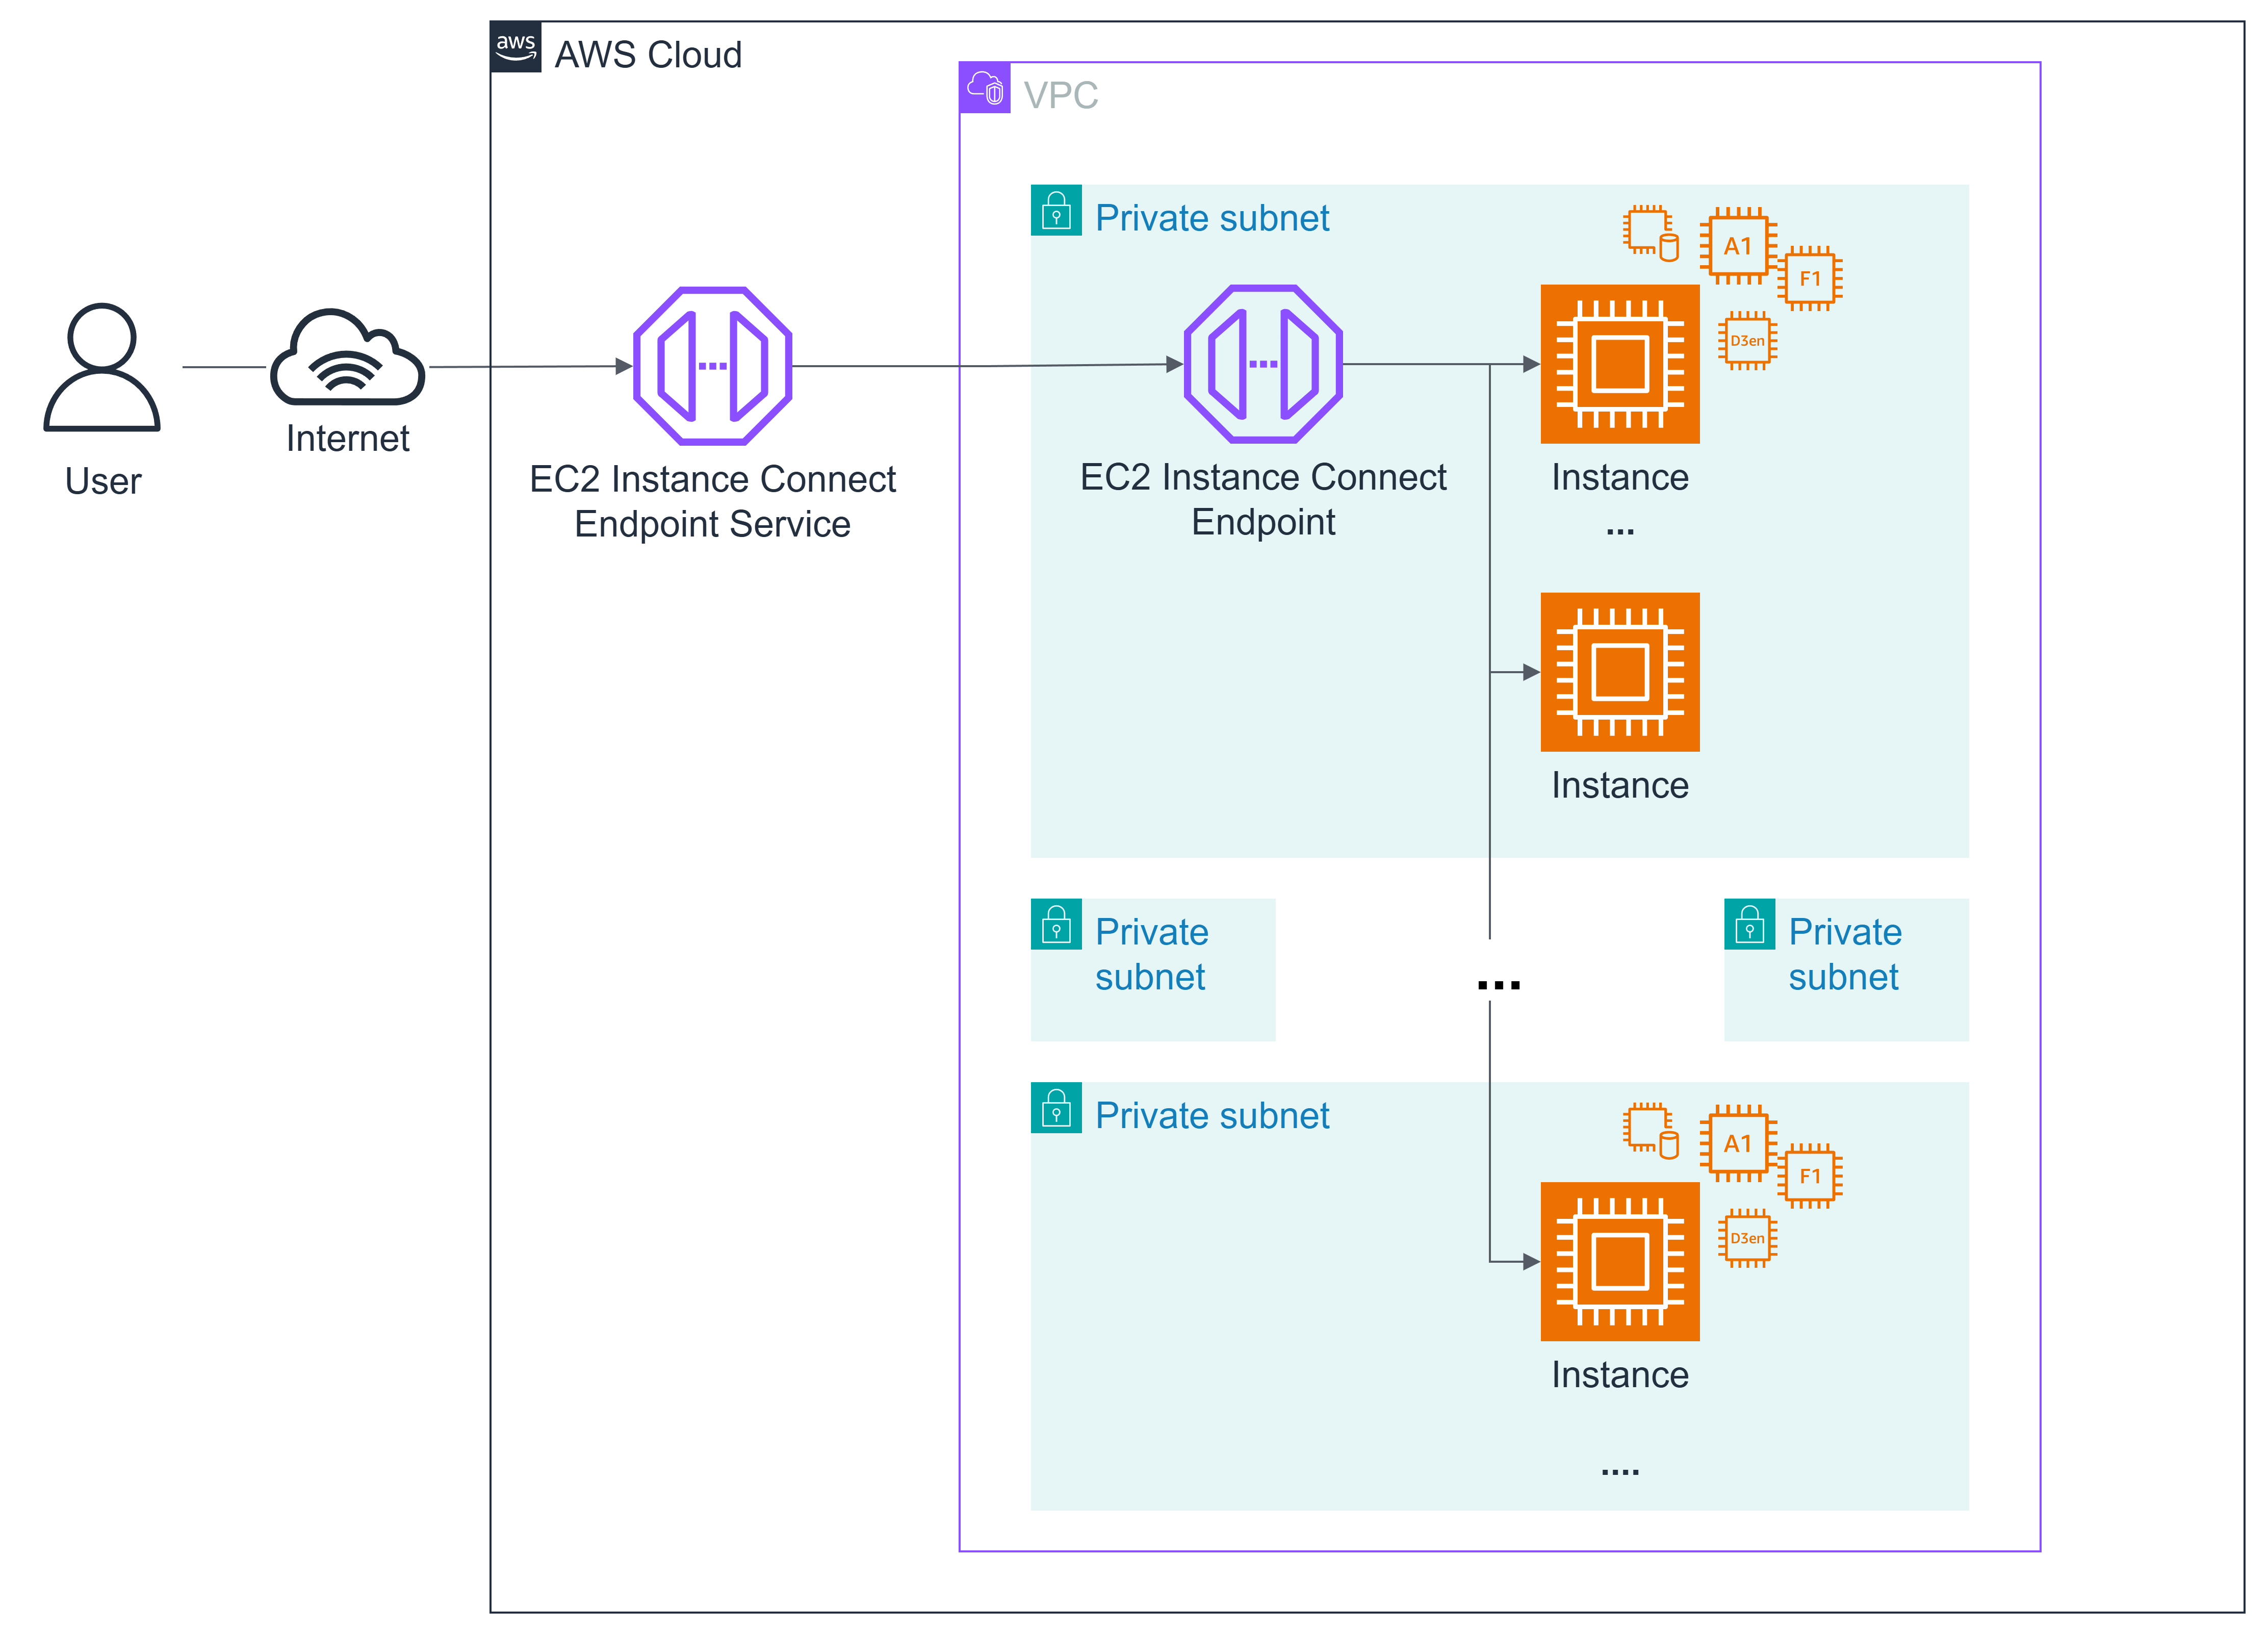 aws
AWS Cloud
VPC
Private subnet
A1
F1
D3en
User
Internet
EC2 Instance Connect
Endpoint Service
EC2 Instance Connect
Endpoint
Instance
...
Instance
Private
subnet
...
Private
subnet
Private subnet
A1
F1
D3en
Instance
....